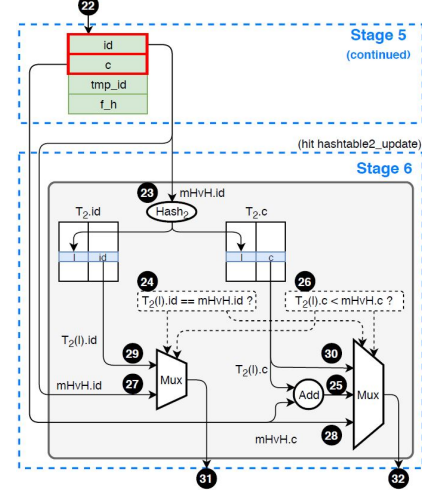 22
Stage 5
(continued)
id
c
tmp_id
f_h
(hit hashtable2_update)
Stage 6
23
mHvH.id
Hash2
T2.id
T2.c
l id
l c
24
26
T2(l).id == mHvH.id ?
T2(l).c < mHvH.c ?
T2(l).id
29
T2(l).c
30
mHvH.id
27
Mux
Add
25
Mux
28
mHvH.c
31
32